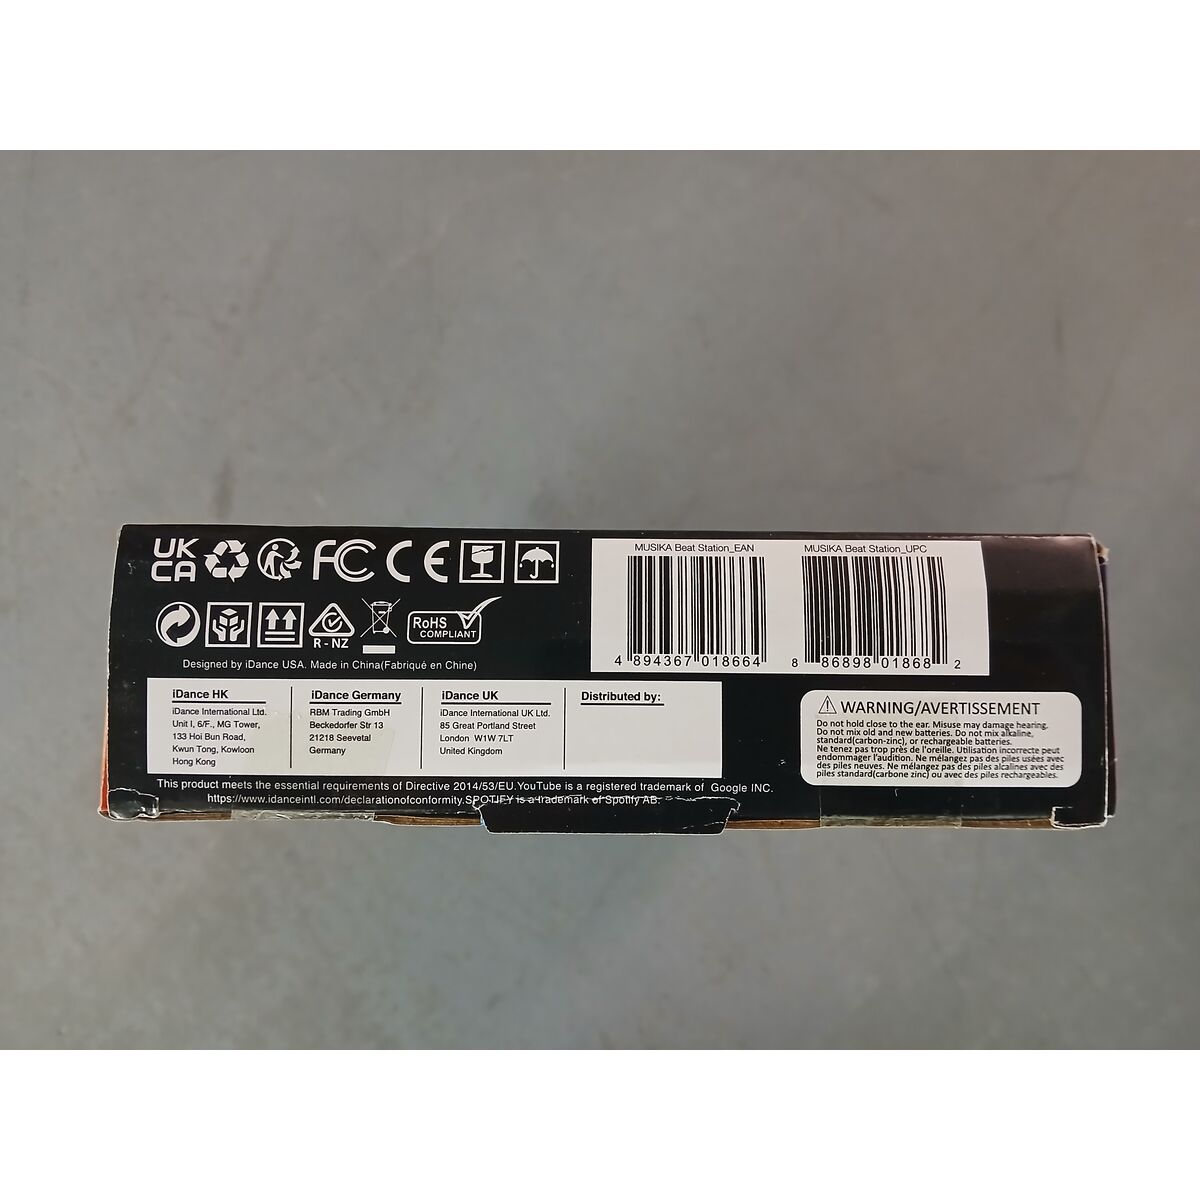 UK
CA
FC CE
R-NZ
RoHS
COMPLIANT
Designed by iDance USA. Made in China(Fabriqué en Chine)
MUSIKA Beat Station_EAN
4 894367 018664
MUSIKA Beat Station_UPC
8 86898 01868 2
iDance HK
iDance International Ltd.
Unit I, 6/F., MG Tower,
133 Hoi Bun Road,
Kwun Tong, Kowloon
Hong Kong
iDance Germany
RBM Trading GmbH
Beckedorfer Str 13
21218 Seevetal
Germany
iDance UK
iDance International UK Ltd.
85 Great Portland Street
London W1W 7LT
United Kingdom
Distributed by:
WARNING/AVERTISSEMENT
Do not hold close to the ear. Misuse may damage hearing.
Do not mix old and new batteries. Do not mix alkaline,
standard(carbon-zinc), or rechargeable batteries.
Ne tenez pas trop près de l'oreille. Utilisation incorrecte peut
endommager l'audition. Ne mélangez pas des piles usées avec
des piles neuves. Ne mélangez pas des piles alcalines avec des
piles standard(carbone zinc) ou avec des piles rechargeables.
This product meets the essential requirements of Directive 2014/53/EU.YouTube is a registered trademark of Google INC.
https://www.idanceintl.com/declarationofconformity.SPOTIFY is a trademark of Spotify AB.